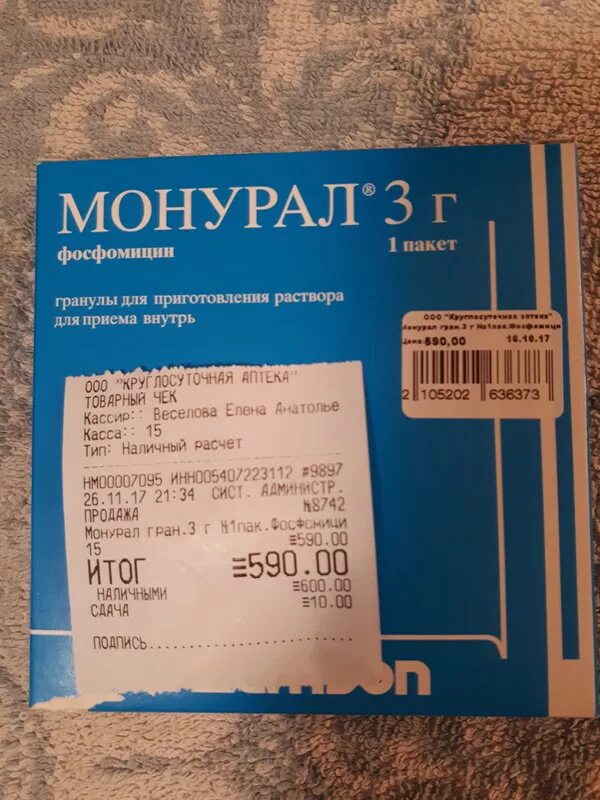 МОНУРАЛ® 3 г
фосфомицин
1 пакет
гранулы для приготовления раствора
для приема внутрь
ООО "Круглосуточная аптека"
Монурал гран.3 г №1пак.Фосфомици
Цена:590,00 16.10.17
2 105202 636373
ООО "КРУГЛОСУТОЧНАЯ АПТЕКА"
ТОВАРНЫЙ ЧЕК
Кассир:: Веселова Елена Анатолье
Касса:: 15
Тип: Наличный расчет
НМ00007095 ИНН005407223112 #9897
26.11.17 21:34 СИСТ. АДМИНИСТР.
ПРОДАЖА №8742
Монурал гран.3 г №1пак.Фосфомици
15 ≡590.00
ИТОГ ≡590.00
НАЛИЧНЫМИ ≡600.00
СДАЧА ≡10.00
ПОДПИСЬ